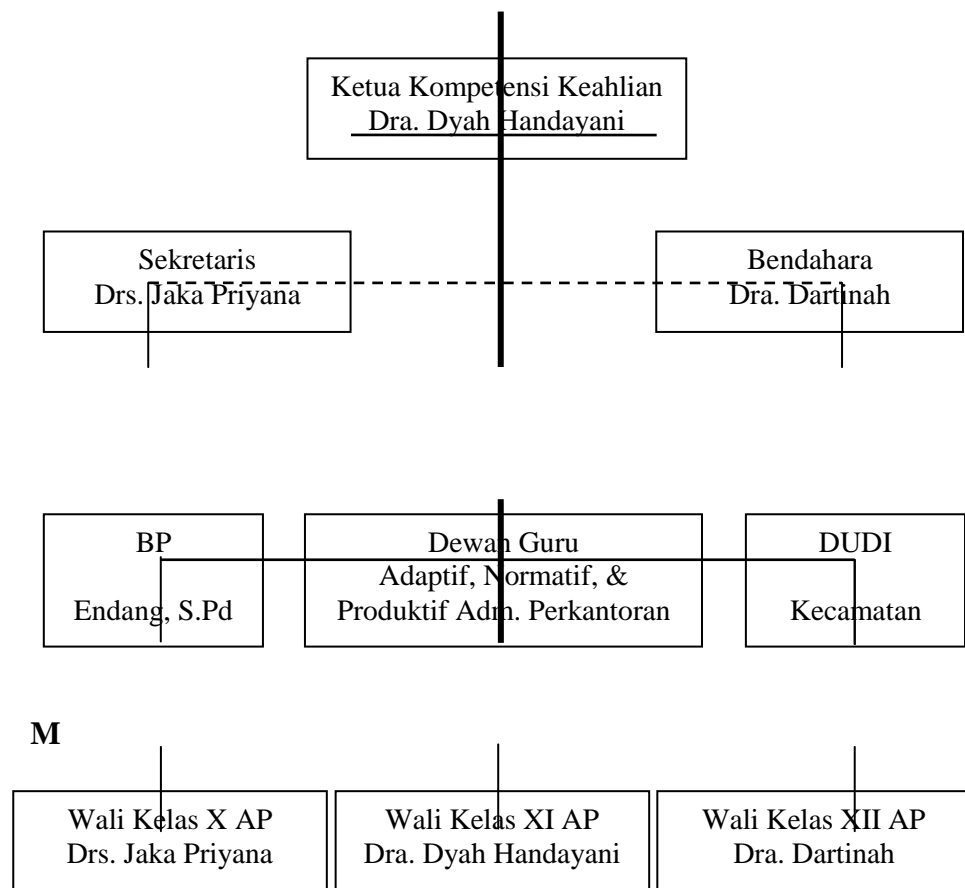 Ketua Kompetensi Keahlian
Dra. Dyah Handayani
Sekretaris
Drs. Jaka Priyana
Bendahara
Dra. Dartinah
BP
Endang, S.Pd
Dewan Guru
Adaptif, Normatif, &
Produktif Adm. Perkantoran
DUDI
Kecamatan
M
Wali Kelas X AP
Drs. Jaka Priyana
Wali Kelas XI AP
Dra. Dyah Handayani
Wali Kelas XII AP
Dra. Dartinah